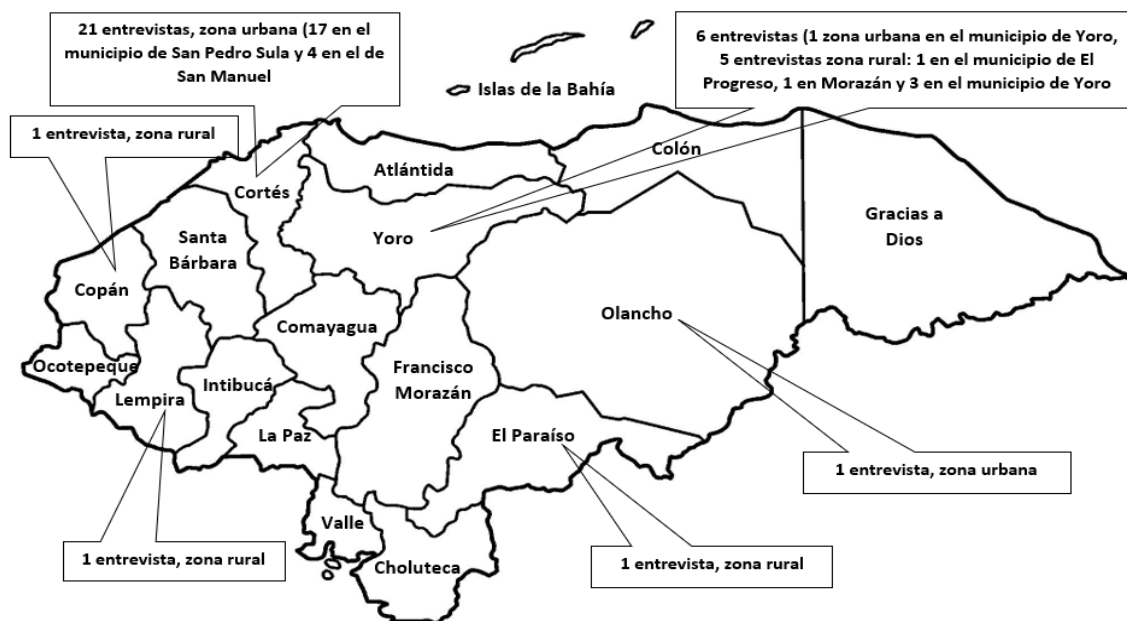 21 entrevistas, zona urbana (17 en el
municipio de San Pedro Sula y 4 en el de
San Manuel
6 entrevistas (1 zona urbana en el municipio de Yoro,
5 entrevistas zona rural: 1 en el municipio de El
Progreso, 1 en Morazán y 3 en el municipio de Yoro
Islas de la Bahía
1 entrevista, zona rural
Atlántida
Colón
Cortés
Gracias a
Dios
Yoro
Santa
Bárbara
Copán
Olancho
Comayagua
Ocotepeque
Lempira
Intibucá
Francisco
Morazán
La Paz
El Paraíso
1 entrevista, zona urbana
Valle
1 entrevista, zona rural
1 entrevista, zona rural
Choluteca